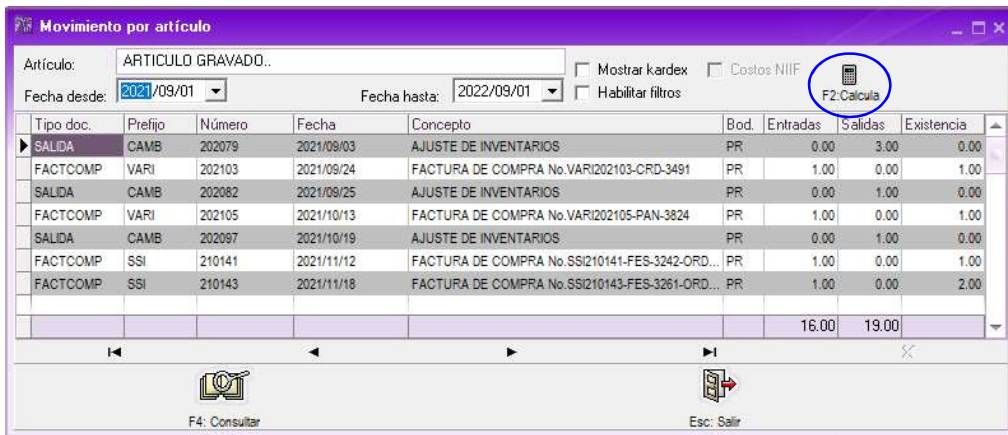 Movimiento por artículo
Artículo: ARTICULO GRAVADO.. Mostrar kardex Costos NIIF
Fecha desde: 2021/09/01 Fecha hasta: 2022/09/01 Habilitar filtros F2:Calcula
Tipo doc. Prefijo Número Fecha Concepto Bod. Entradas Salidas Existencia
SALIDA CAMB 202079 2021/09/03 AJUSTE DE INVENTARIOS PR 0.00 3.00 0.00
FACTCOMP VARI 202103 2021/09/24 FACTURA DE COMPRA No.VARI202103-CRD-3491 PR 1.00 0.00 1.00
SALIDA CAMB 202082 2021/09/25 AJUSTE DE INVENTARIOS PR 0.00 1.00 0.00
FACTCOMP VARI 202105 2021/10/13 FACTURA DE COMPRA No.VARI202105-PAN-3824 PR 1.00 0.00 1.00
SALIDA CAMB 202097 2021/10/19 AJUSTE DE INVENTARIOS PR 0.00 1.00 0.00
FACTCOMP SSI 210141 2021/11/12 FACTURA DE COMPRA No.SSI210141-FES-3242-ORD... PR 1.00 0.00 1.00
FACTCOMP SSI 210143 2021/11/18 FACTURA DE COMPRA No.SSI210143-FES-3261-ORD... PR 1.00 0.00 2.00
16.00 19.00
F4: Consultar Esc: Salir